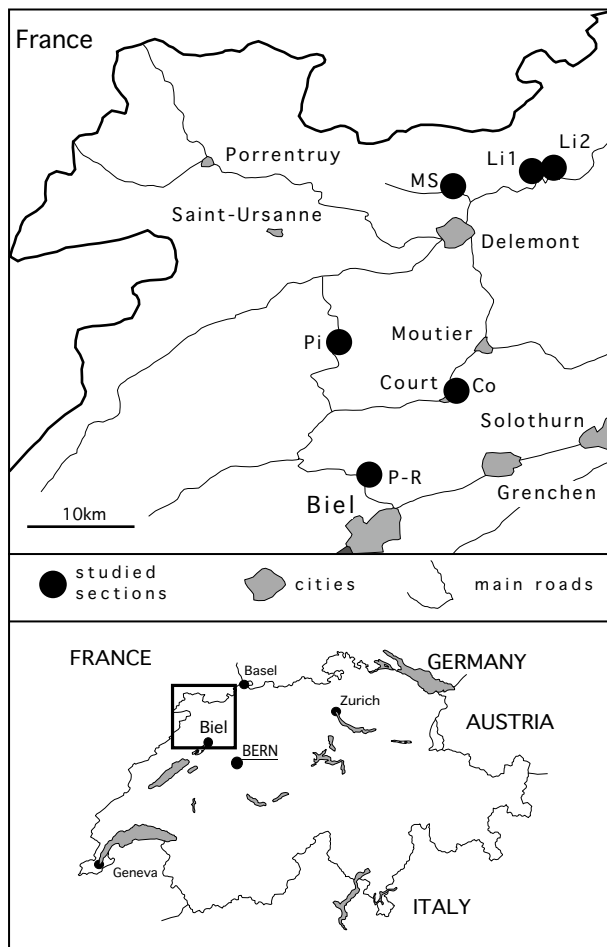 France
Li2
Li1
Porrentruy
MS
Saint-Ursanne
Delemont
Pi
Moutier
Court
Co
Solothurn
P-R
Grenchen
Biel
10km
studied
sections
cities
main roads
FRANCE
GERMANY
Basel
Zurich
AUSTRIA
Biel
BERN
Geneva
ITALY